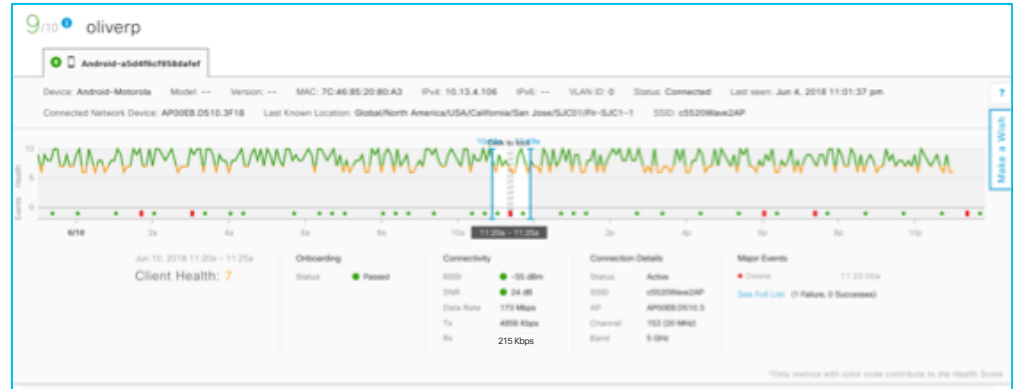 9/10 oliverp
Android-a5d4f6cf958dafef
Device: Android-Motorola Model: -- Version: -- MAC: 7C:46:85:20:80:A3 IPv4: 10.13.4.106 IPv6: -- VLAN ID: 0 Status: Connected Last seen: Jun 4, 2018 11:01:37 pm
?
Connected Network Device: AP00EB.D510.3F18 Last Known Location: Global/North America/USA/California/San Jose/SJC01/Flr-SJC1-1 SSID: c5520Wave2AP
Make a Wish
Click to lock
10
5
0
Health
Events
6/10 2a 4a 6a 8a 10a 11:20a - 11:25a 2p 4p 6p 8p 10p
Jun 10, 2018 11:20a - 11:25a Onboarding Connectivity Connection Details Major Events
Client Health: 7 Status Passed RSSI -55 dBm Status Active Delete 11:20:00a
SNR 24 dB SSID c5520Wave2AP See Full List (1 Failure, 0 Successes)
Data Rate 173 Mbps AP AP00EB.D510.3
Tx 4856 Kbps Channel 153 (20 MHz)
Rx 215 Kbps Band 5 GHz
*Only metrics with color code contribute to the Health Score